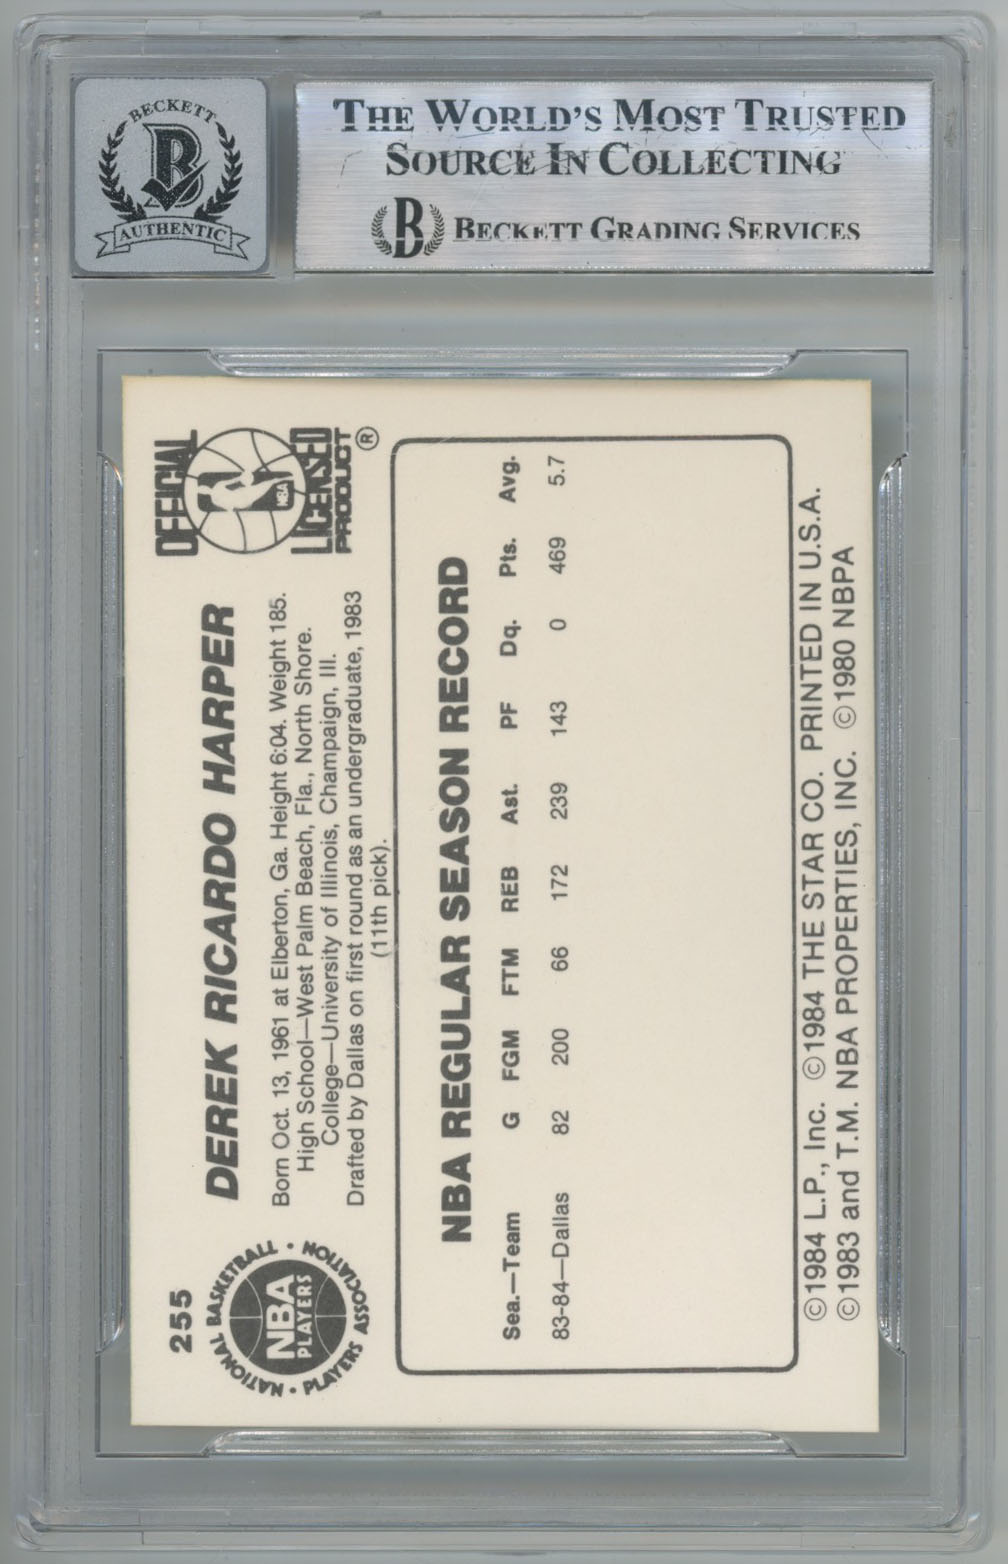 BECKETT
B
AUTHENTIC
THE WORLD'S MOST TRUSTED
SOURCE IN COLLECTING
B BECKETT GRADING SERVICES
255
NATIONAL BASKETBALL • PLAYERS ASSOCIATION •
NBA
PLAYERS
DEREK RICARDO HARPER
Born Oct. 13, 1961 at Elberton, Ga. Height 6:04. Weight 185.
High School—West Palm Beach, Fla., North Shore.
College—University of Illinois, Champaign, Ill.
Drafted by Dallas on first round as an undergraduate, 1983
(11th pick).
OFFICIAL
NBA
LICENSED
PRODUCT ®
NBA REGULAR SEASON RECORD
Sea.—Team G FGM FTM REB Ast. PF Dq. Pts. Avg.
83-84—Dallas 82 200 66 172 239 143 0 469 5.7
©1984 L.P., Inc. ©1984 THE STAR CO. PRINTED IN U.S.A.
©1983 and T.M. NBA PROPERTIES, INC. ©1980 NBPA